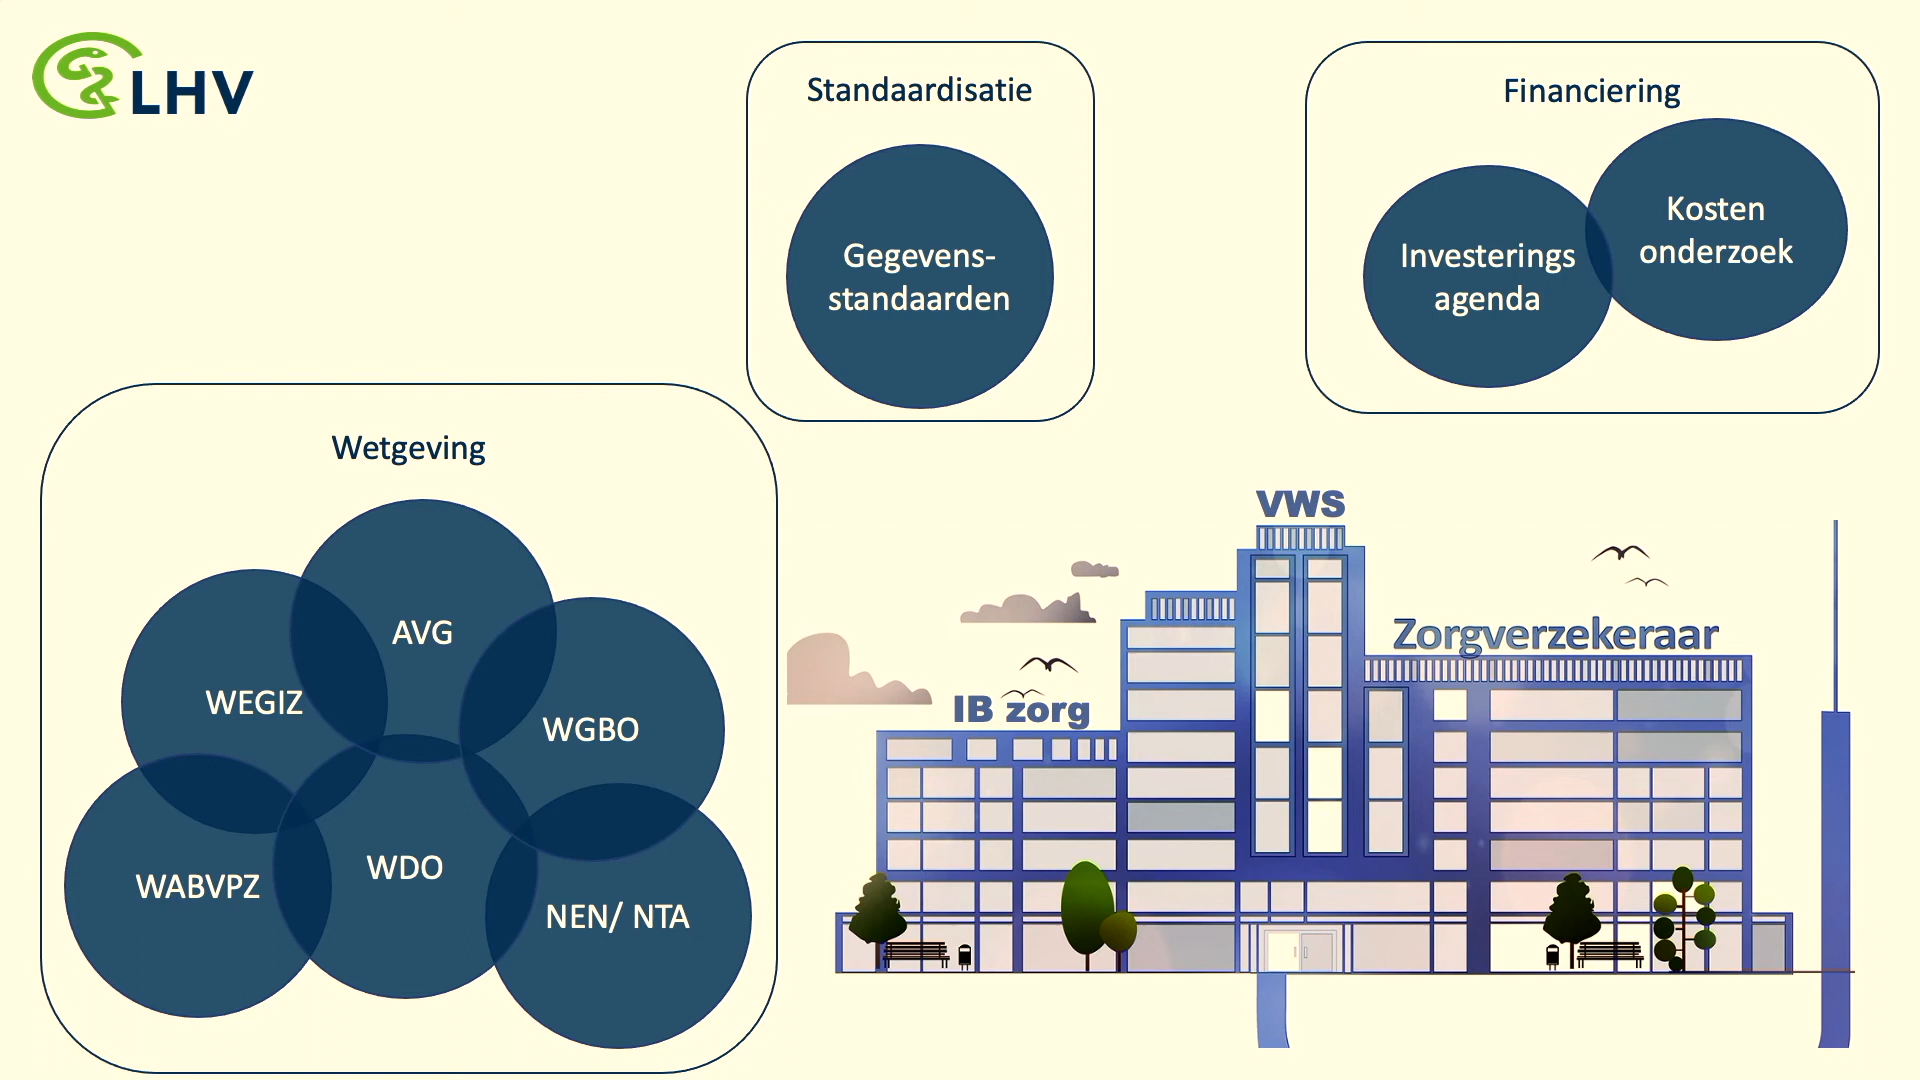 LHV
Standaardisatie
Gegevens-
standaarden
Financiering
Investerings
agenda
Kosten
onderzoek
Wetgeving
AVG
WEGIZ
WGBO
WABVPZ
WDO
NEN/ NTA
VWS
Zorgverzekeraar
IB zorg